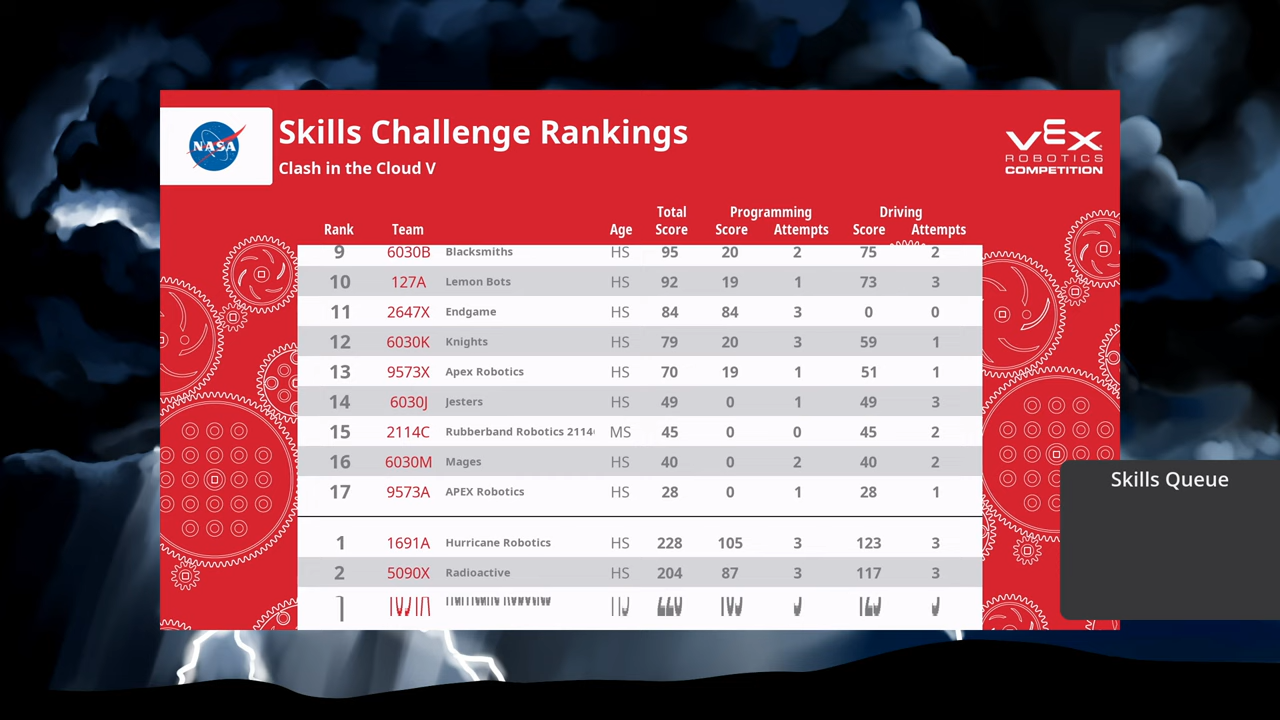 NASA
Skills Challenge Rankings
Clash in the Cloud V
VEX
ROBOTICS
COMPETITION
Total Programming Driving
Rank Team Age Score Score Attempts Score Attempts
9 6030B Blacksmiths HS 95 20 2 75 2
10 127A Lemon Bots HS 92 19 1 73 3
11 2647X Endgame HS 84 84 3 0 0
12 6030K Knights HS 79 20 3 59 1
13 9573X Apex Robotics HS 70 19 1 51 1
14 6030J Jesters HS 49 0 1 49 3
15 2114C Rubberband Robotics 2114 MS 45 0 0 45 2
16 6030M Mages HS 40 0 2 40 2
17 9573A APEX Robotics HS 28 0 1 28 1
1 1691A Hurricane Robotics HS 228 105 3 123 3
2 5090X Radioactive HS 204 87 3 117 3
Skills Queue